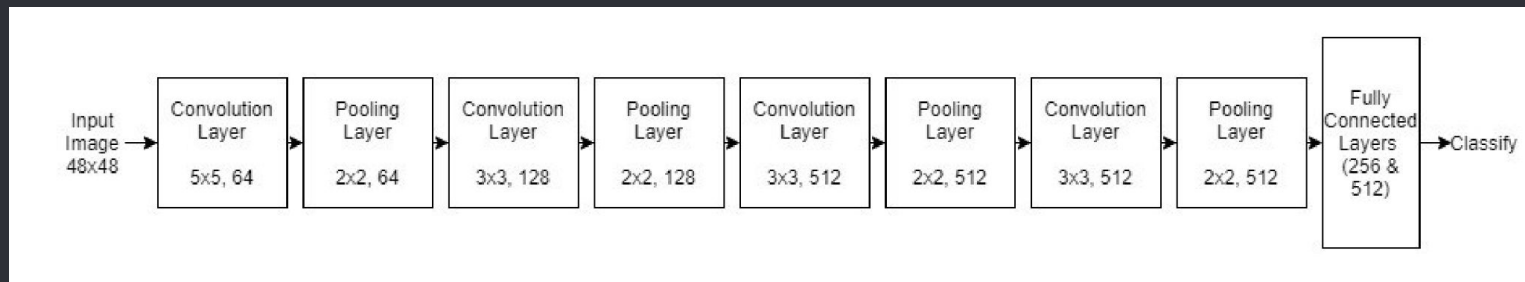 Input
Image
48x48
Convolution
Layer
5x5, 64
Pooling
Layer
2x2, 64
Convolution
Layer
3x3, 128
Pooling
Layer
2x2, 128
Convolution
Layer
3x3, 512
Pooling
Layer
2x2, 512
Convolution
Layer
3x3, 512
Pooling
Layer
2x2, 512
Fully
Connected
Layers
(256 &
512)
Classify